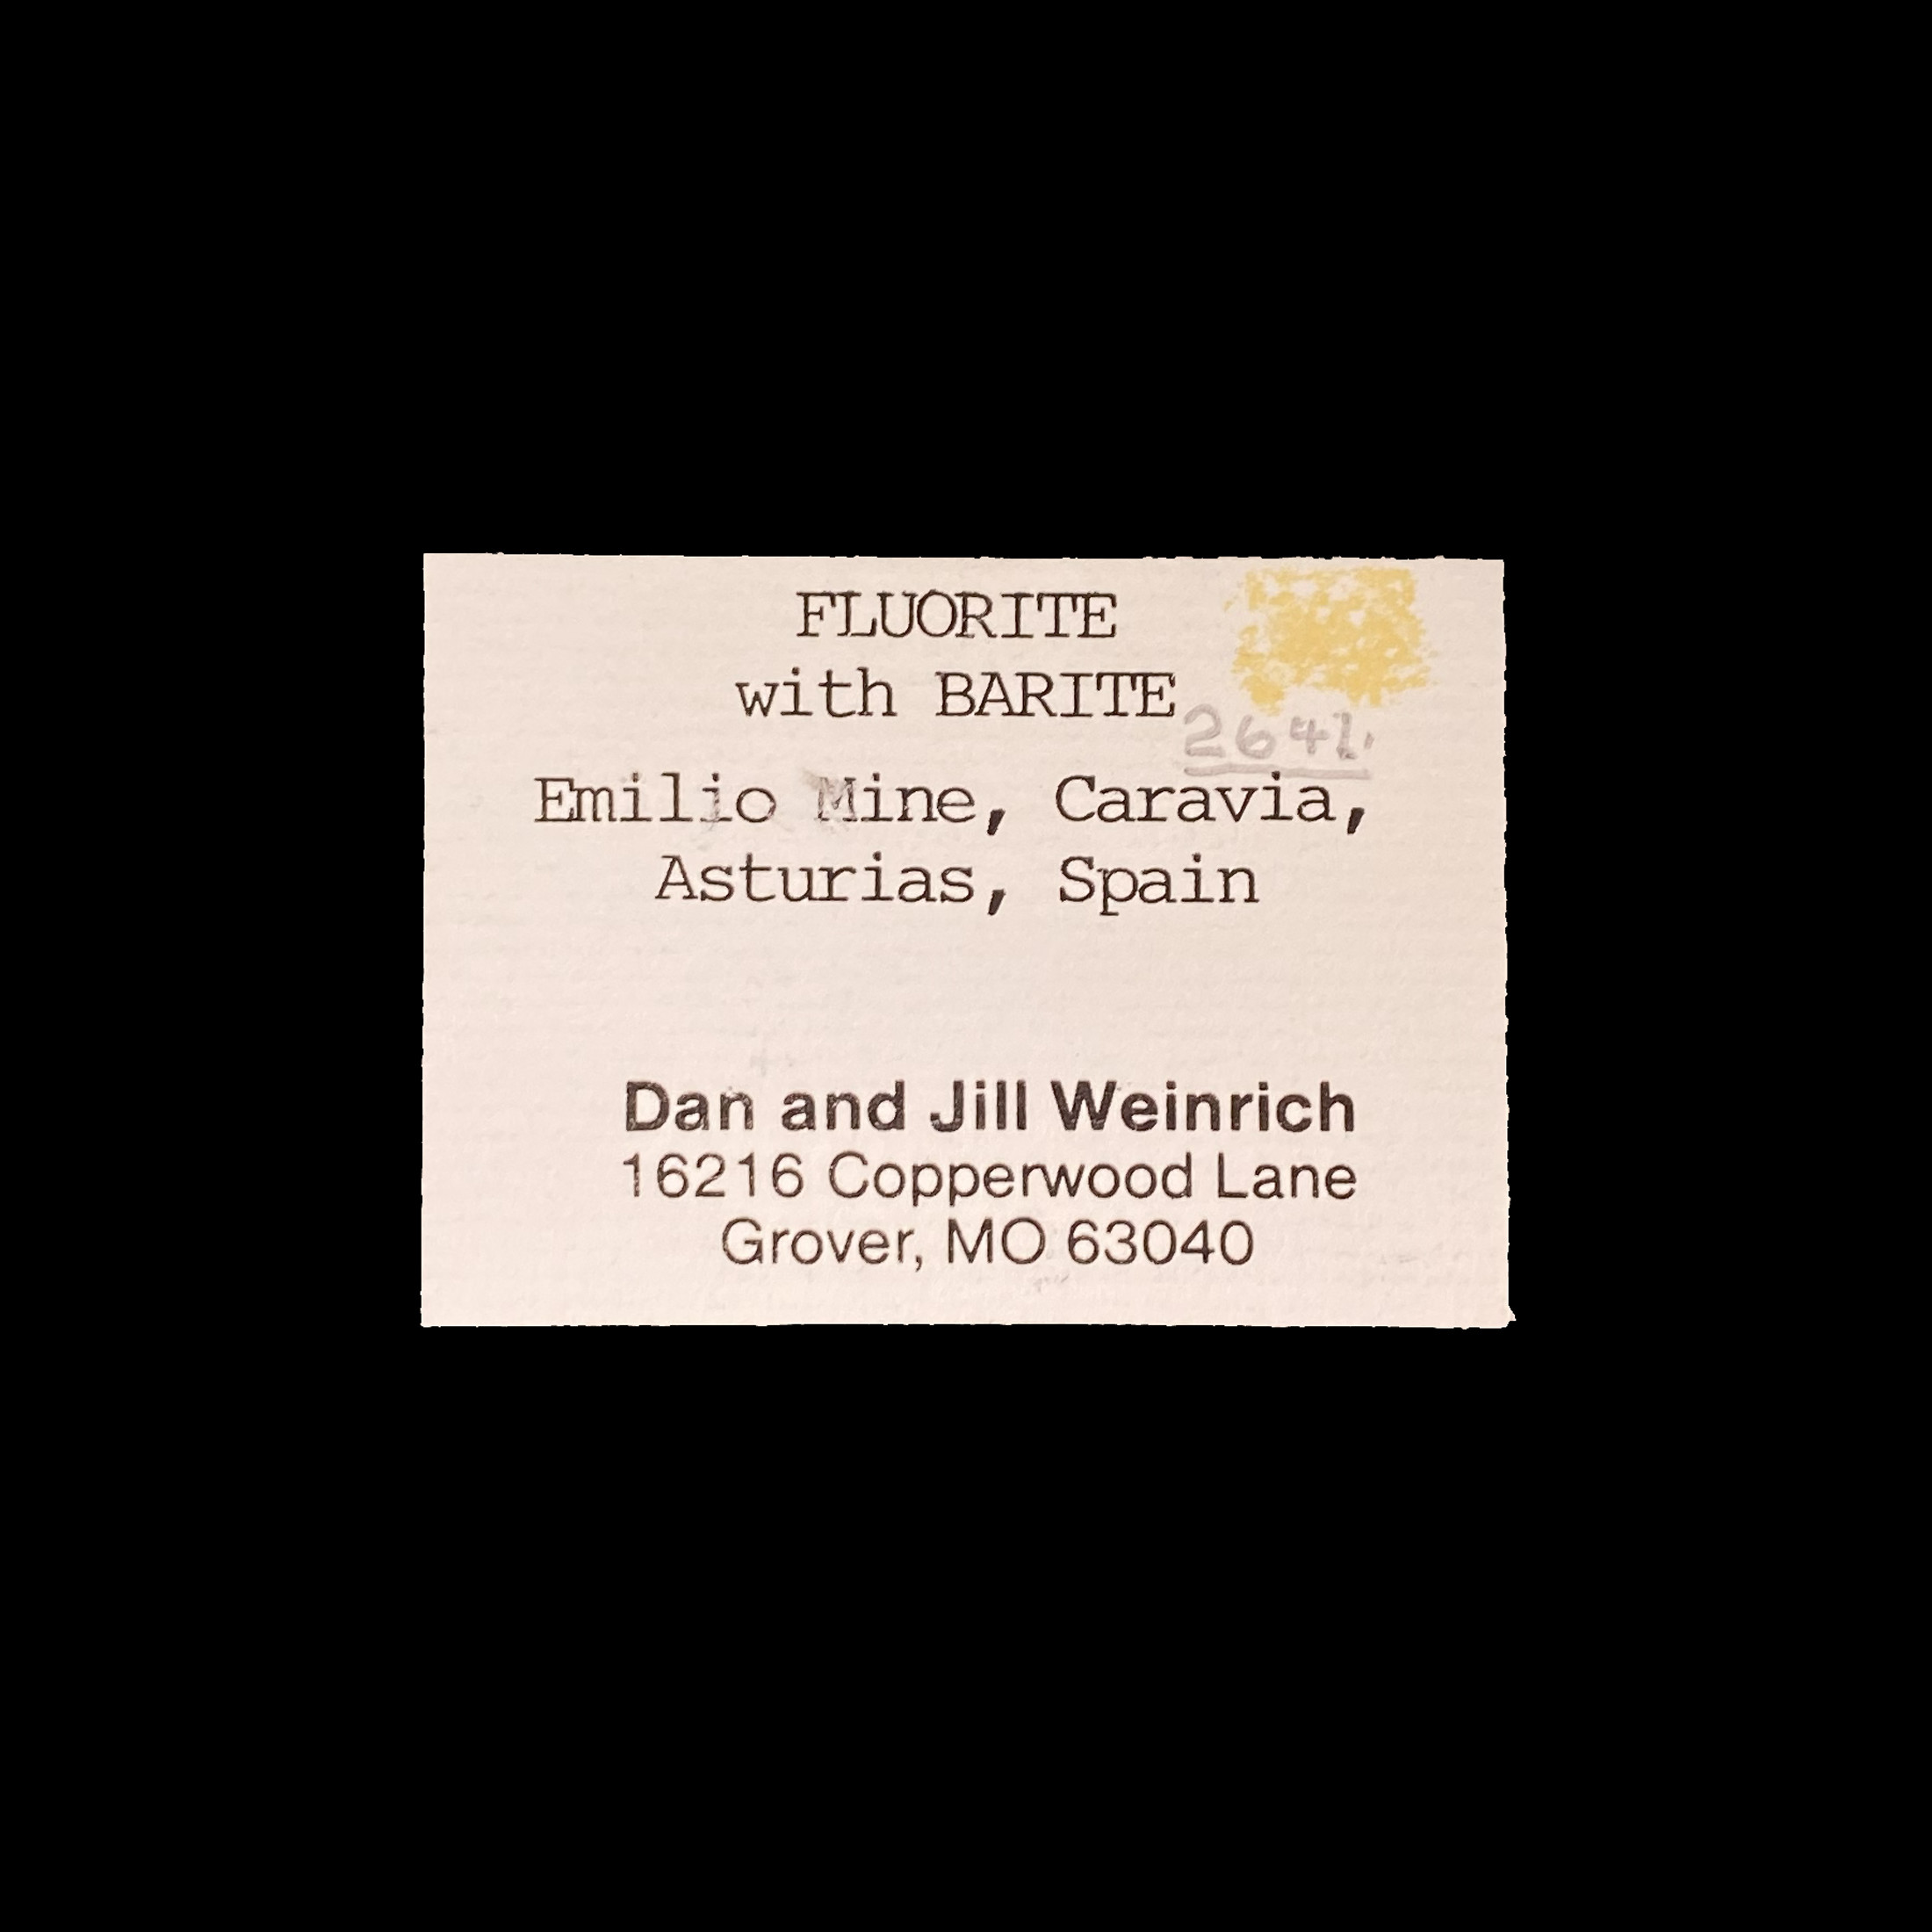 FLUORITE
with BARITE
2641.
Emilio Mine, Caravia,
Asturias, Spain
Dan and Jill Weinrich
16216 Copperwood Lane
Grover, MO 63040